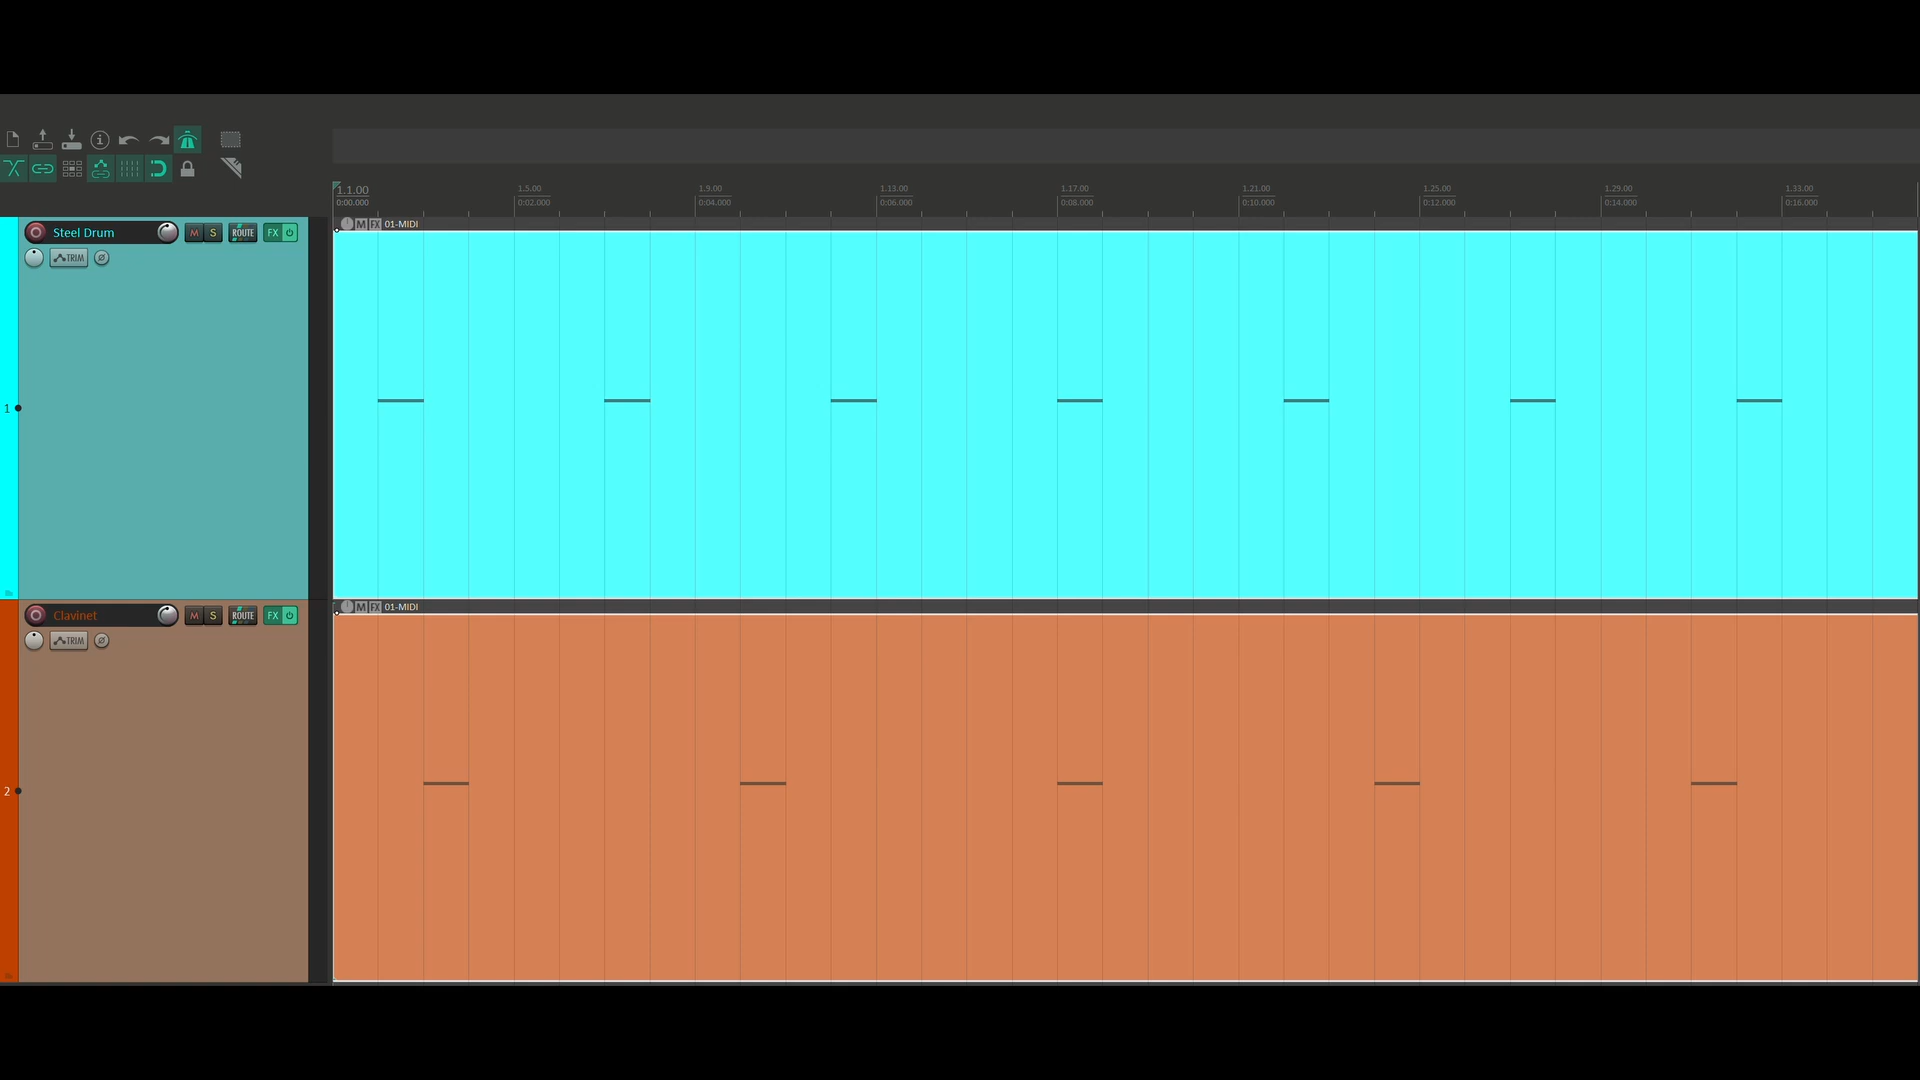 1.1.00 1.5.00 1.9.00 1.13.00 1.17.00 1.21.00 1.25.00 1.29.00 1.33.00
0:00.000 0:02.000 0:04.000 0:06.000 0:08.000 0:10.000 0:12.000 0:14.000 0:16.000
Steel Drum M S ROUTE FX M FX 01-MIDI
TRIM
1
Clavinet M S ROUTE FX M FX 01-MIDI
TRIM
2